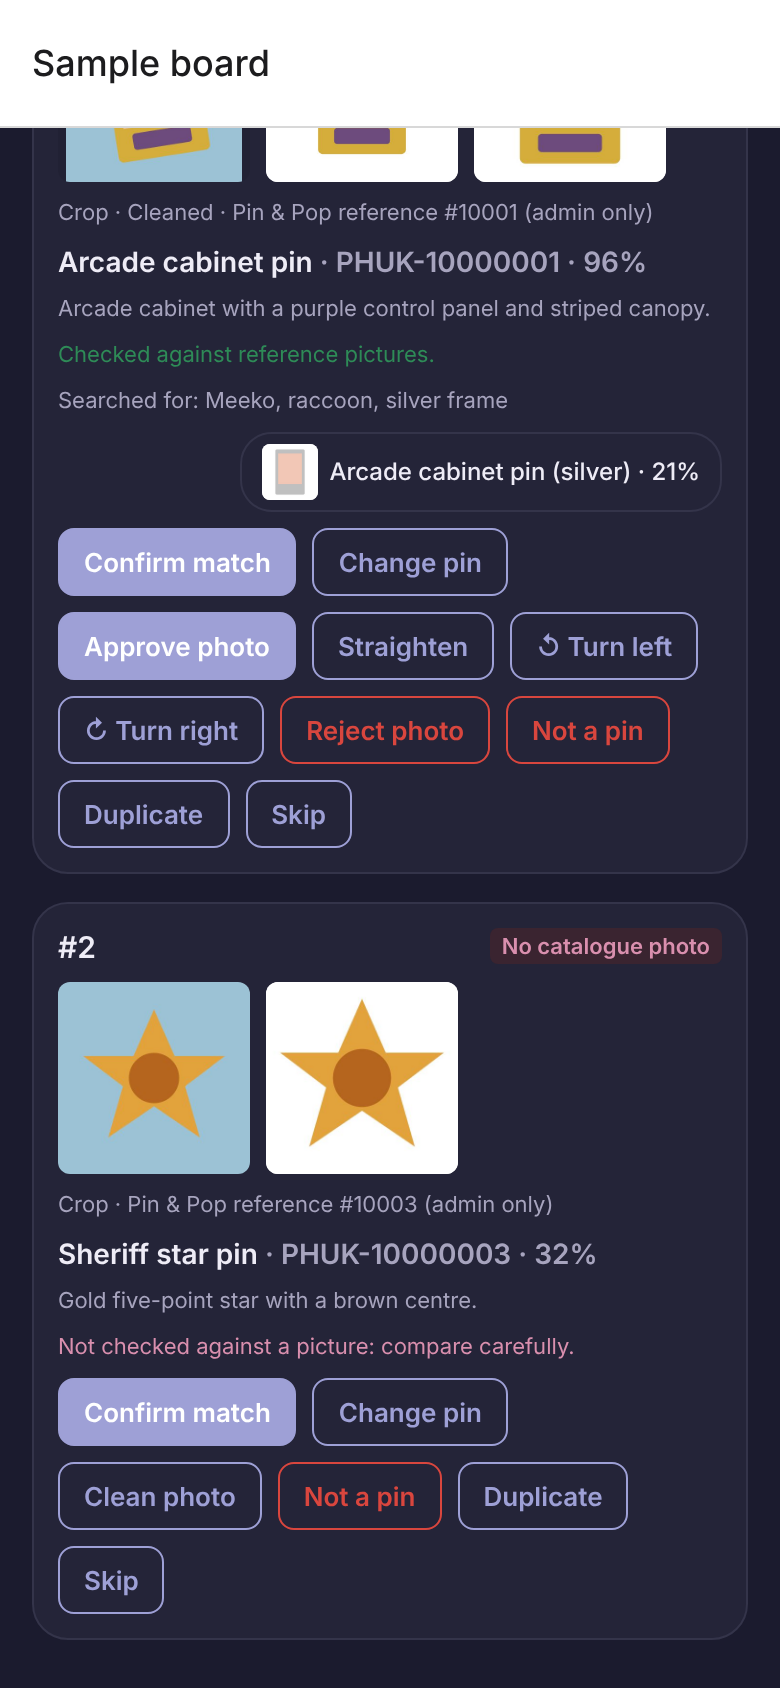 Sample board
Crop · Cleaned · Pin & Pop reference #10001 (admin only)
Arcade cabinet pin · PHUK-10000001 · 96%
Arcade cabinet with a purple control panel and striped canopy.
Checked against reference pictures.
Searched for: Meeko, raccoon, silver frame
Arcade cabinet pin (silver) · 21%
Confirm match
Change pin
Approve photo
Straighten
↺ Turn left
↻ Turn right
Reject photo
Not a pin
Duplicate
Skip
#2
No catalogue photo
Crop · Pin & Pop reference #10003 (admin only)
Sheriff star pin · PHUK-10000003 · 32%
Gold five-point star with a brown centre.
Not checked against a picture: compare carefully.
Confirm match
Change pin
Clean photo
Not a pin
Duplicate
Skip